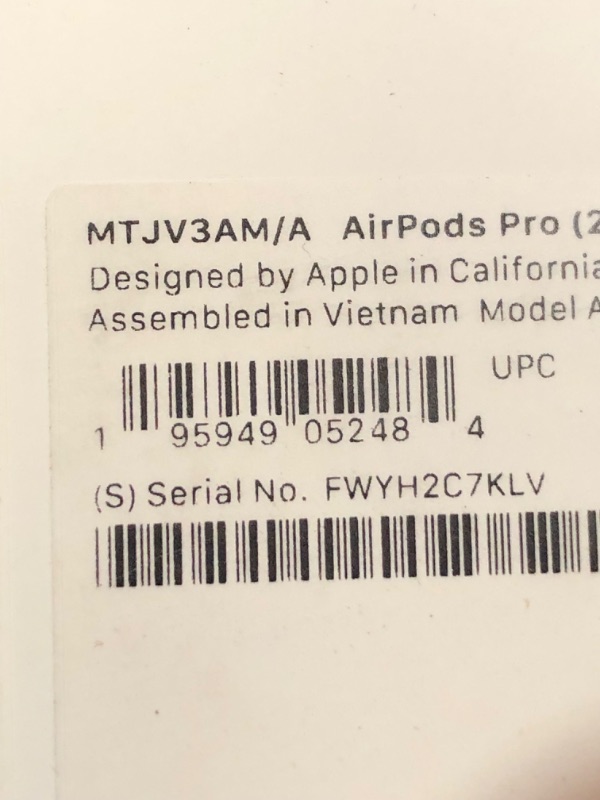 MTJV3AM/A AirPods Pro (2
Designed by Apple in California
Assembled in Vietnam Model A
UPC
1 95949 05248 4
(S) Serial No. FWYH2C7KLV